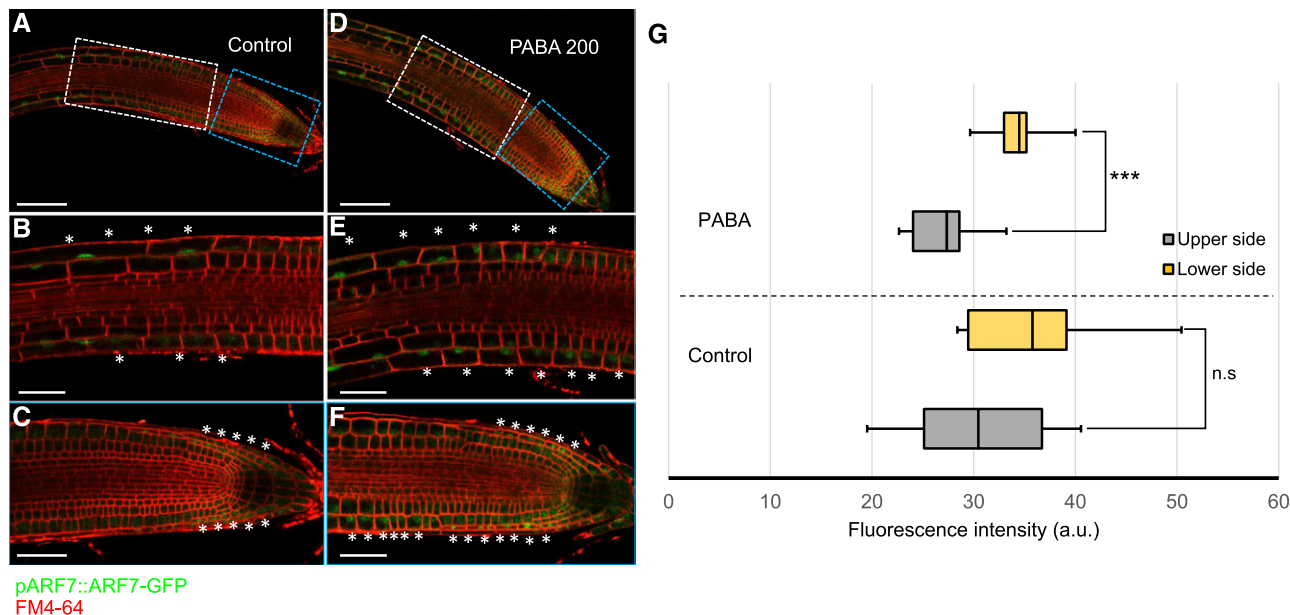 A
Control
D
PABA 200
B
* * * *
* * *
E
* * * * * *
* * * * * * *
C
* * * * *
* * * * *
F
* * * * * *
* * * * * * * * * * * * *
pARF7::ARF7-GFP
FM4-64
G
PABA
***
Upper side
Lower side
Control
n.s
0 10 20 30 40 50 60
Fluorescence intensity (a.u.)